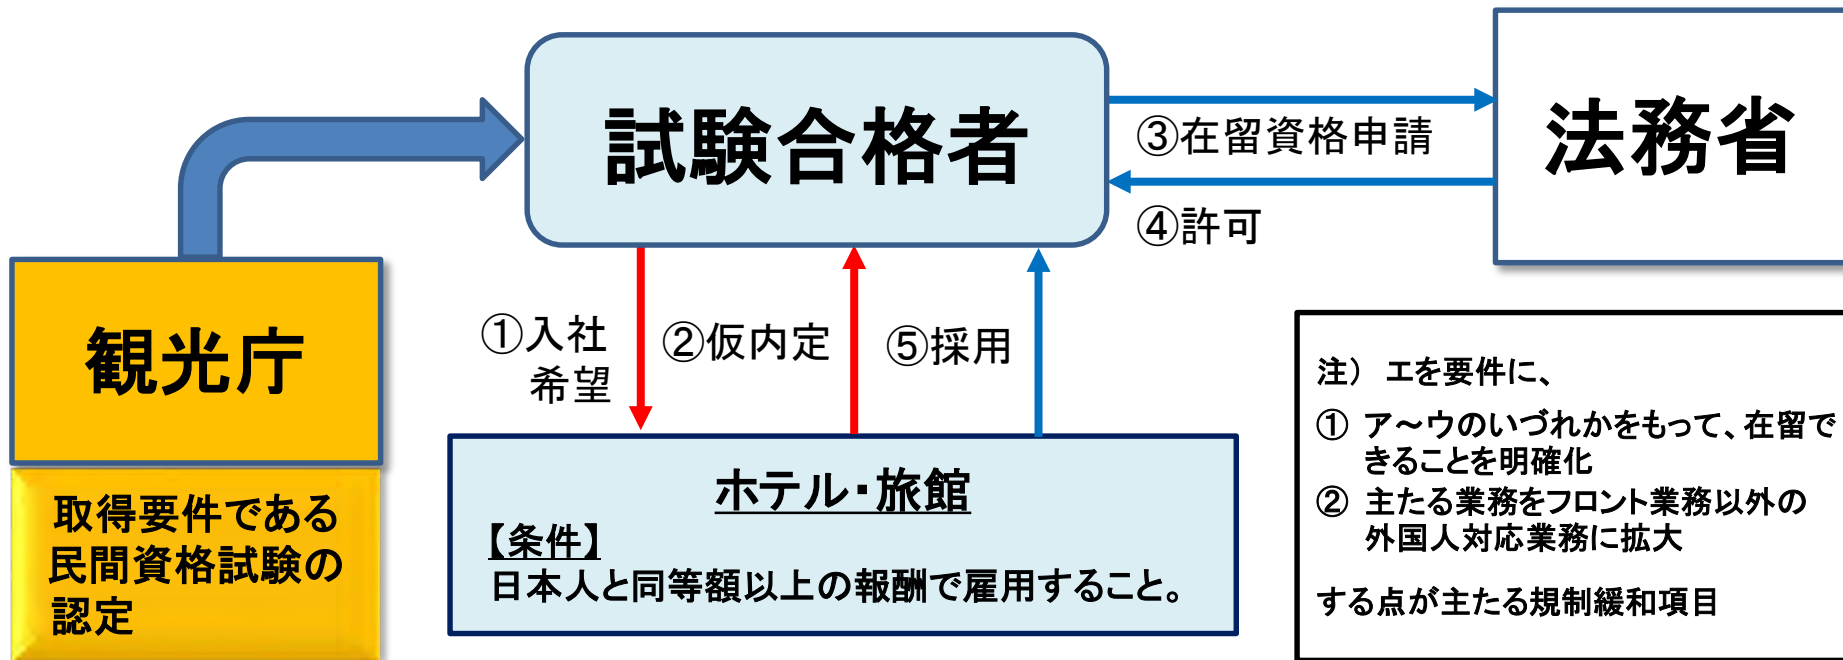 試験合格者
法務省
③在留資格申請
④許可
観光庁
取得要件である
民間資格試験の
認定
①入社
希望
②仮内定
⑤採用
ホテル・旅館
【条件】
日本人と同等額以上の報酬で雇用すること。
注） エを要件に、
① ア～ウのいづれかをもって、在留で
きることを明確化
② 主たる業務をフロント業務以外の
外国人対応業務に拡大
する点が主たる規制緩和項目